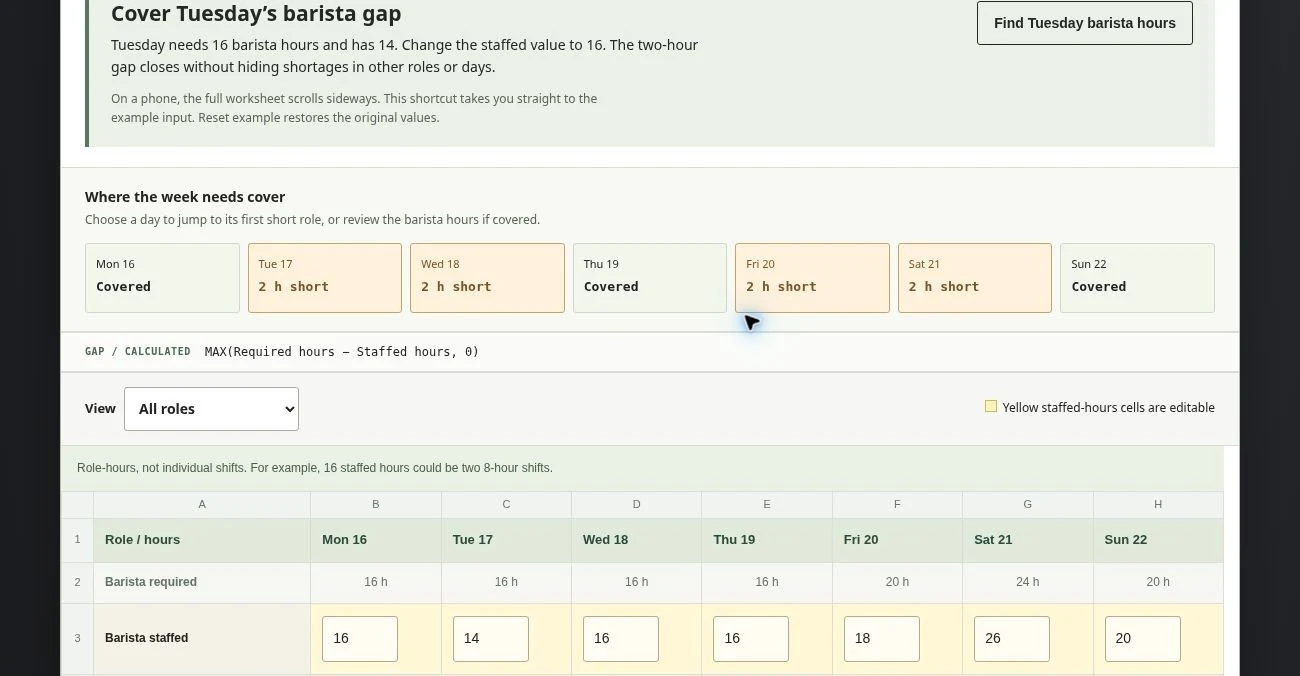 Cover Tuesday’s barista gap
Find Tuesday barista hours
Tuesday needs 16 barista hours and has 14. Change the staffed value to 16. The two-hour
gap closes without hiding shortages in other roles or days.
On a phone, the full worksheet scrolls sideways. This shortcut takes you straight to the
example input. Reset example restores the original values.
Where the week needs cover
Choose a day to jump to its first short role, or review the barista hours if covered.
Mon 16 Tue 17 Wed 18 Thu 19 Fri 20 Sat 21 Sun 22
Covered 2 h short 2 h short Covered 2 h short 2 h short Covered
GAP / CALCULATED MAX(Required hours − Staffed hours, 0)
View All roles Yellow staffed-hours cells are editable
Role-hours, not individual shifts. For example, 16 staffed hours could be two 8-hour shifts.
A B C D E F G H
1 Role / hours Mon 16 Tue 17 Wed 18 Thu 19 Fri 20 Sat 21 Sun 22
2 Barista required 16 h 16 h 16 h 16 h 20 h 24 h 20 h
3 Barista staffed 16 14 16 16 18 26 20